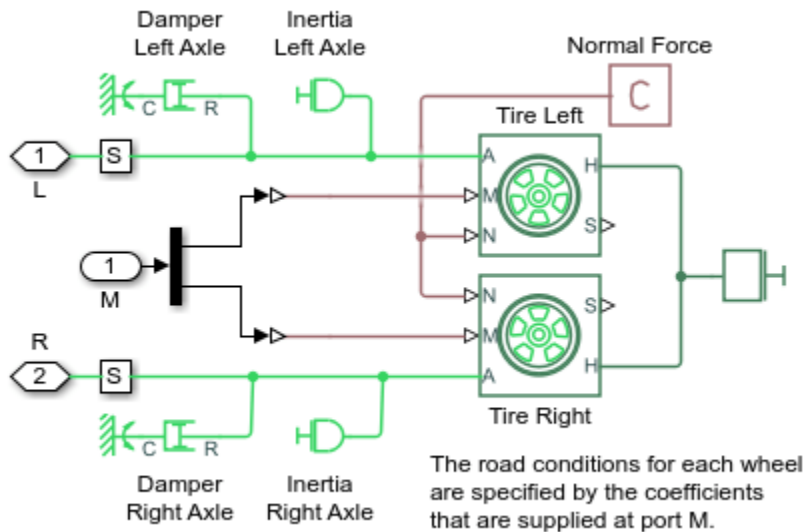 Damper
Left Axle
Inertia
Left Axle
Normal Force
C
C R
Tire Left
1
S
A
H
L
M
S
N
1
M
N
S
M
R
H
2
S
A
Tire Right
C R
Damper
Right Axle
Inertia
Right Axle
The road conditions for each wheel
are specified by the coefficients
that are supplied at port M.